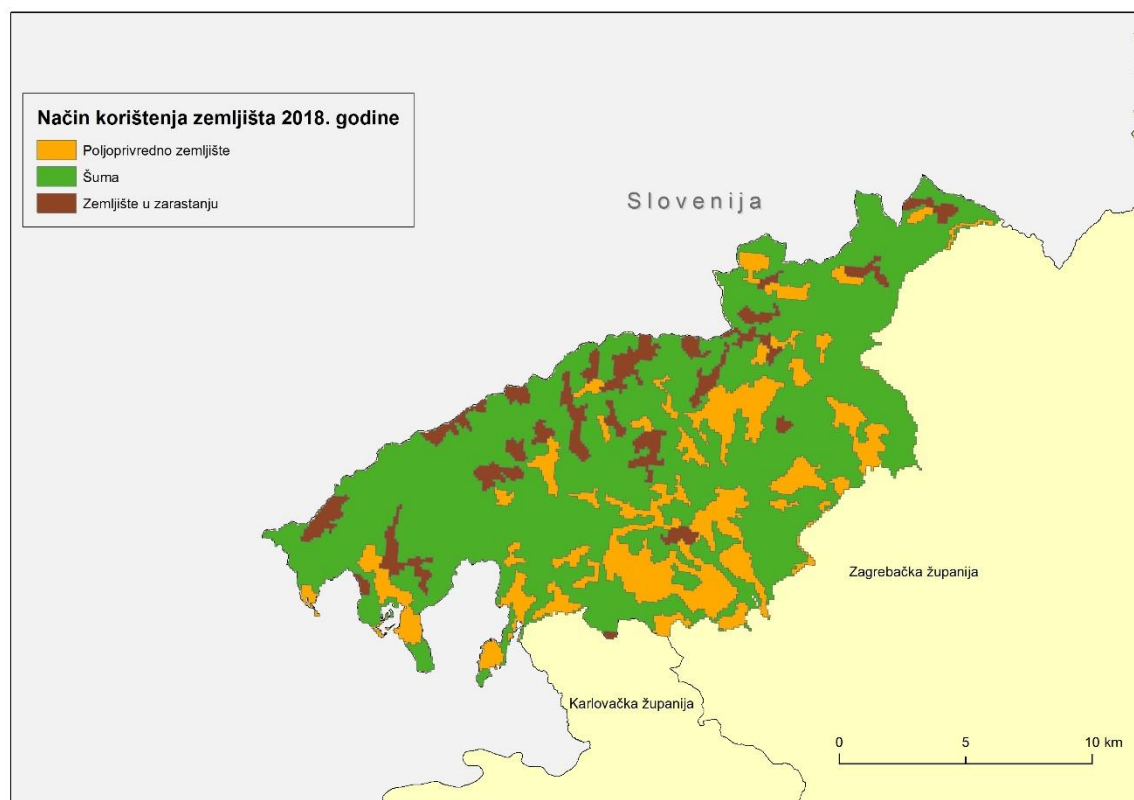 Način korištenja zemljišta 2018. godine
Poljoprivredno zemljište
Šuma
Zemljište u zarastanju
Slovenija
Zagrebačka županija
Karlovačka županija
0 5 10 km